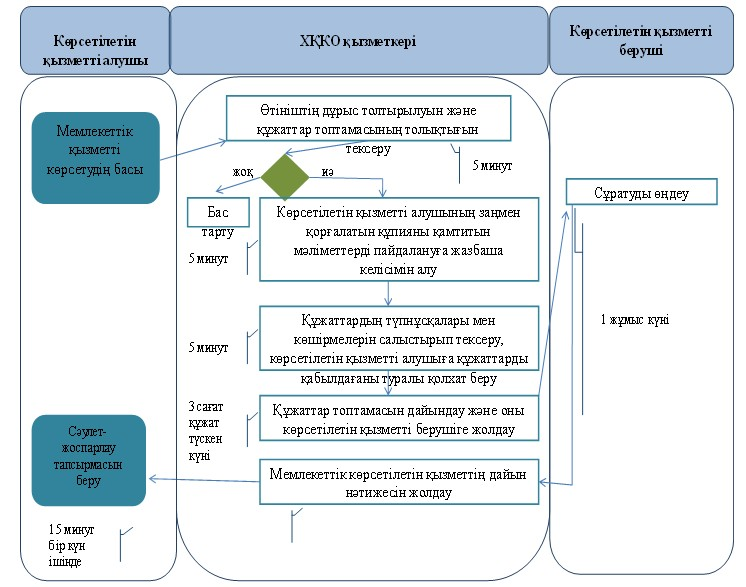 Көрсетілетін
қызметті алушы
ХҚКО қызметкері
Көрсетілетін қызметті
беруші
Мемлекеттік
қызметті
көрсетудің басы
Өтініштің дұрыс толтырылуын және
құжаттар топтамасының толықтығын
тексеру
5 минут
жоқ
иә
Бас
тарту
Көрсетілетін қызметті алушының заңмен
қорғалатын құпияны қамтитын
мәліметтерді пайдалануға жазбаша
келісімін алу
5 минут
Сұратуды өңдеу
1 жұмыс күні
Құжаттардың түпнұсқалары мен
көшірмелерін салыстырып тексеру,
көрсетілетін қызметті алушыға құжаттарды
қабылдағаны туралы қолхат беру
5 минут
Құжаттар топтамасын дайындау және оны
көрсетілетін қызметті берушіге жолдау
3 сағат
құжат
түскен
күні
Мемлекеттік көрсетілетін қызметтің дайын
нәтижесін жолдау
Сәулет-
жоспарлау
тапсырмасын
беру
15 минут
бір күн
ішінде